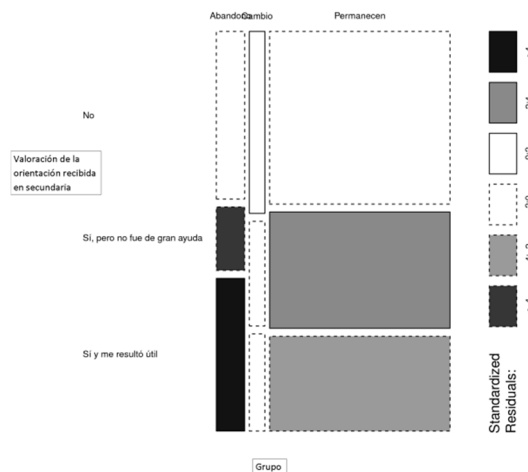 Abandona Cambio Permanecen
No
Valoración de la
orientación recibida
en secundaria
Sí, pero no fue de gran ayuda
Sí y me resultó útil
Standardized
Residuals:
Grupo